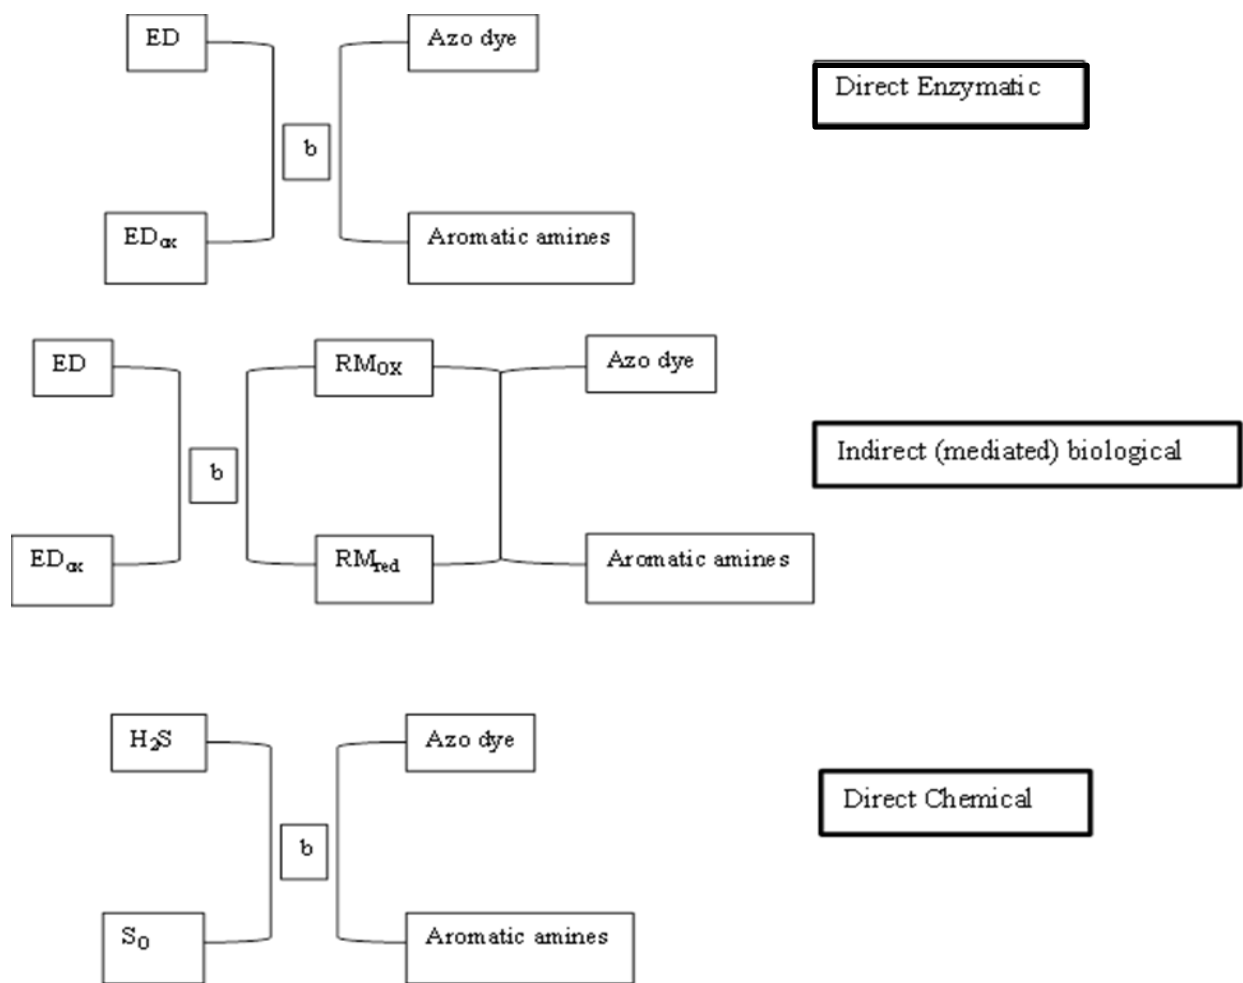 ED
Azo dye
Direct Enzymatic
b
EDox
Aromatic amines
ED
RMOX
Azo dye
Indirect (mediated) biological
b
EDox
RMred
Aromatic amines
H2S
Azo dye
Direct Chemical
b
S0
Aromatic amines